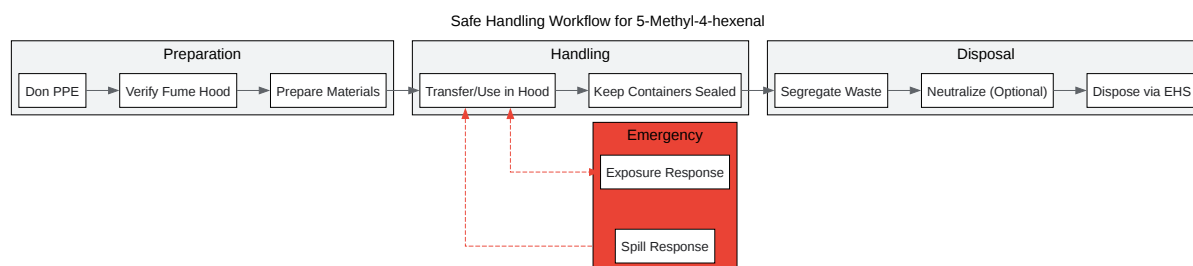 Safe Handling Workflow for 5-Methyl-4-hexenal
Preparation
Don PPE
Verify Fume Hood
Prepare Materials
Handling
Transfer/Use in Hood
Keep Containers Sealed
Disposal
Segregate Waste
Neutralize (Optional)
Dispose via EHS
Emergency
Exposure Response
Spill Response